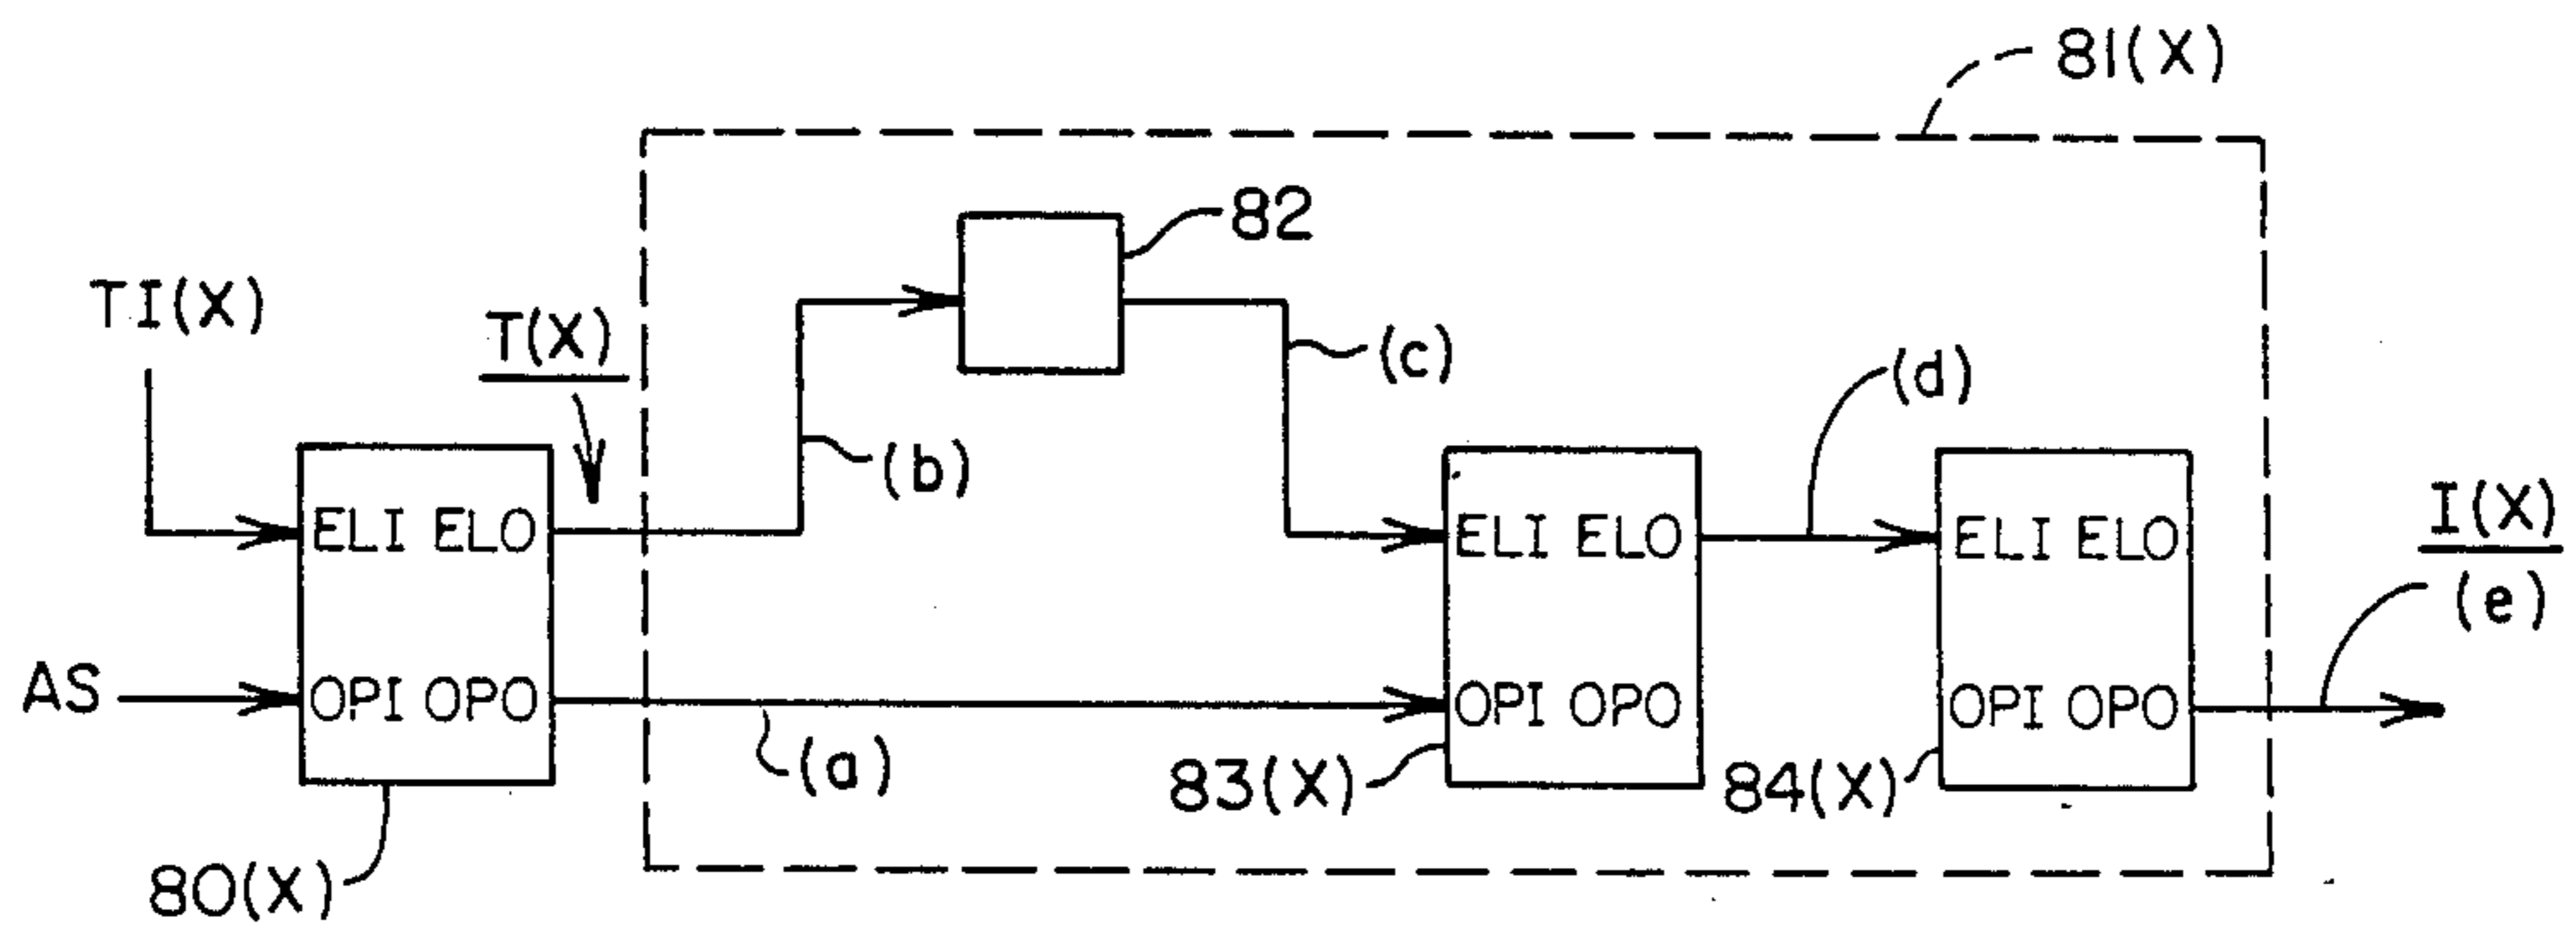 81(X)
82
TI(X)
T(X)
(c)
(d)
(b)
I(X)
(e)
ELI ELO
ELI ELO
ELI ELO
AS
OPI OPO
OPI OPO
OPI OPO
(a)
83(X)
84(X)
80(X)